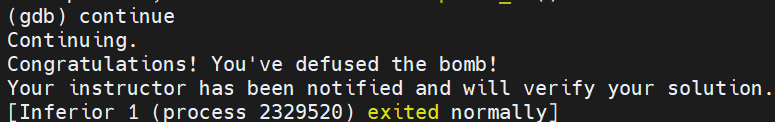 (gdb) continue
Continuing.
Congratulations! You've defused the bomb!
Your instructor has been notified and will verify your solution.
[Inferior 1 (process 2329520) exited normally]